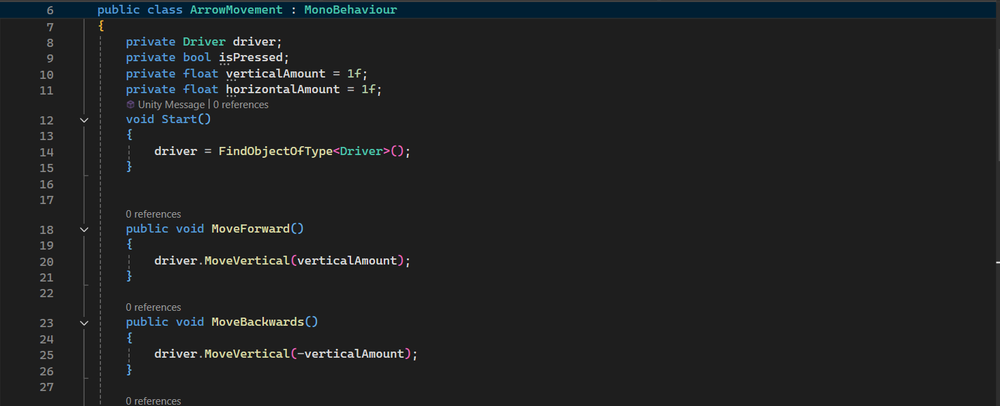 6 public class ArrowMovement : MonoBehaviour
7 {
8 private Driver driver;
9 private bool isPressed;
10 private float verticalAmount = 1f;
11 private float horizontalAmount = 1f;
Unity Message | 0 references
12 void Start()
13 {
14 driver = FindObjectOfType<Driver>();
15 }
16
17
0 references
18 public void MoveForward()
19 {
20 driver.MoveVertical(verticalAmount);
21 }
22
0 references
23 public void MoveBackwards()
24 {
25 driver.MoveVertical(-verticalAmount);
26 }
27
0 references